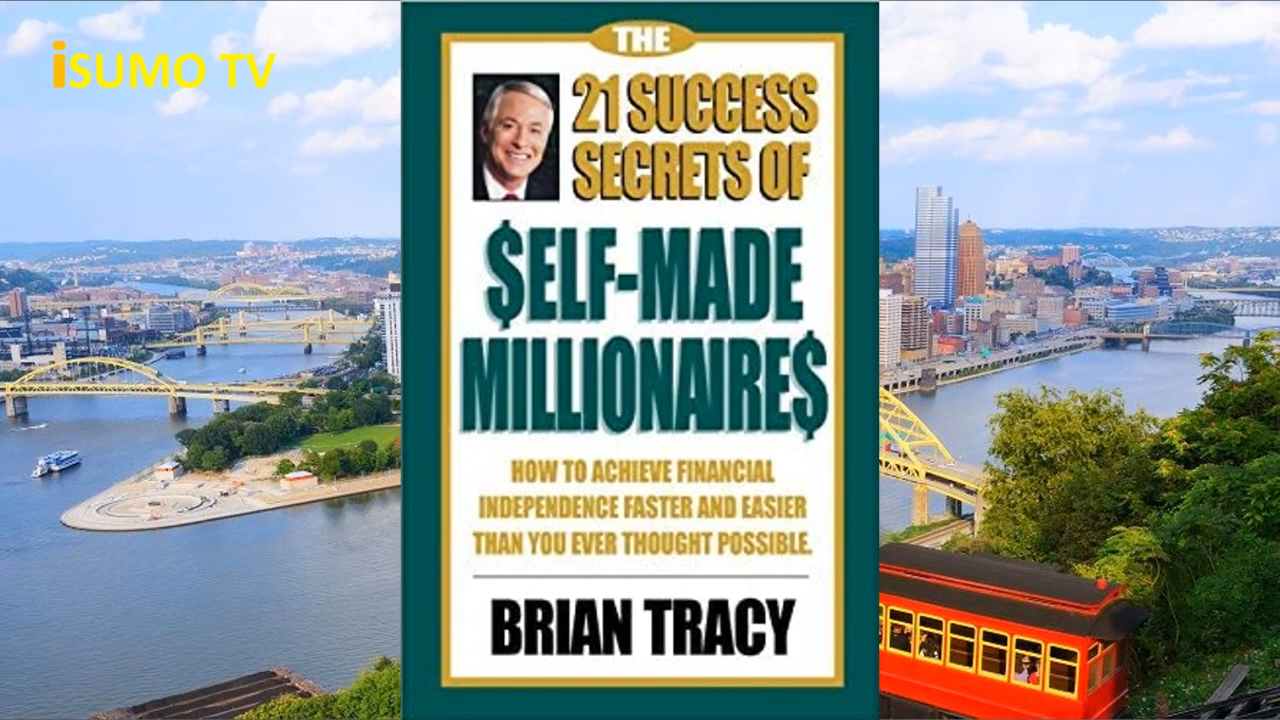 iSUMO TV
THE
21 SUCCESS
SECRETS OF
$ELF-MADE
MILLIONAIRE$
HOW TO ACHIEVE FINANCIAL
INDEPENDENCE FASTER AND EASIER
THAN YOU EVER THOUGHT POSSIBLE.
BRIAN TRACY